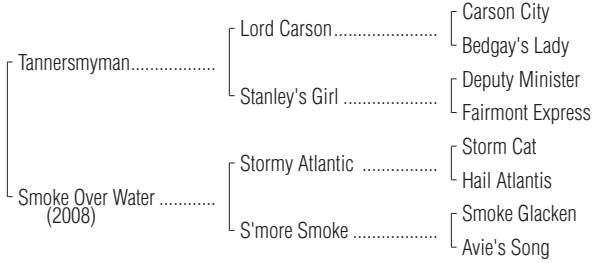 Carson City
Lord Carson....................
Bedgay's Lady
Tannersmyman................
Deputy Minister
Stanley's Girl ..................
Fairmont Express
Storm Cat
Stormy Atlantic ...............
Hail Atlantis
Smoke Over Water ...........
(2008)
Smoke Glacken
S'more Smoke .................
Avie's Song